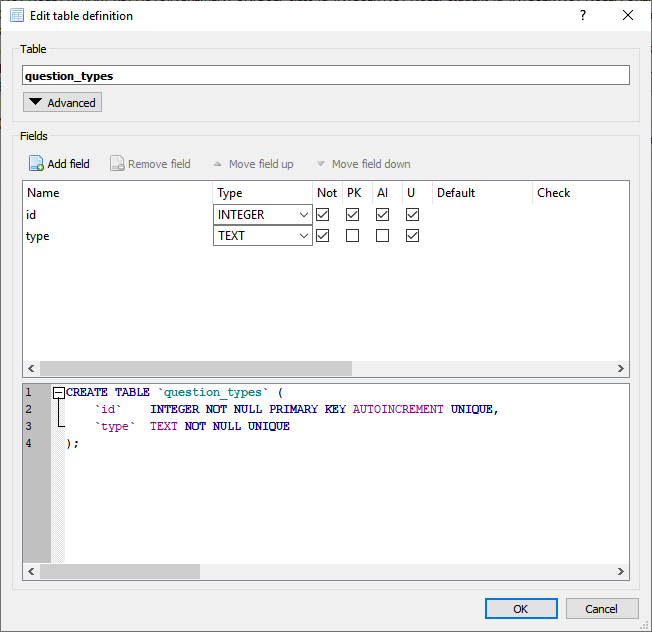 Edit table definition ?
Table
question_types
Advanced
Fields
Add field Remove field Move field up Move field down
Name Type Not PK AI U Default Check
id INTEGER
type TEXT
1 CREATE TABLE `question_types` (
2 `id` INTEGER NOT NULL PRIMARY KEY AUTOINCREMENT UNIQUE,
3 `type` TEXT NOT NULL UNIQUE
4 );
OK Cancel